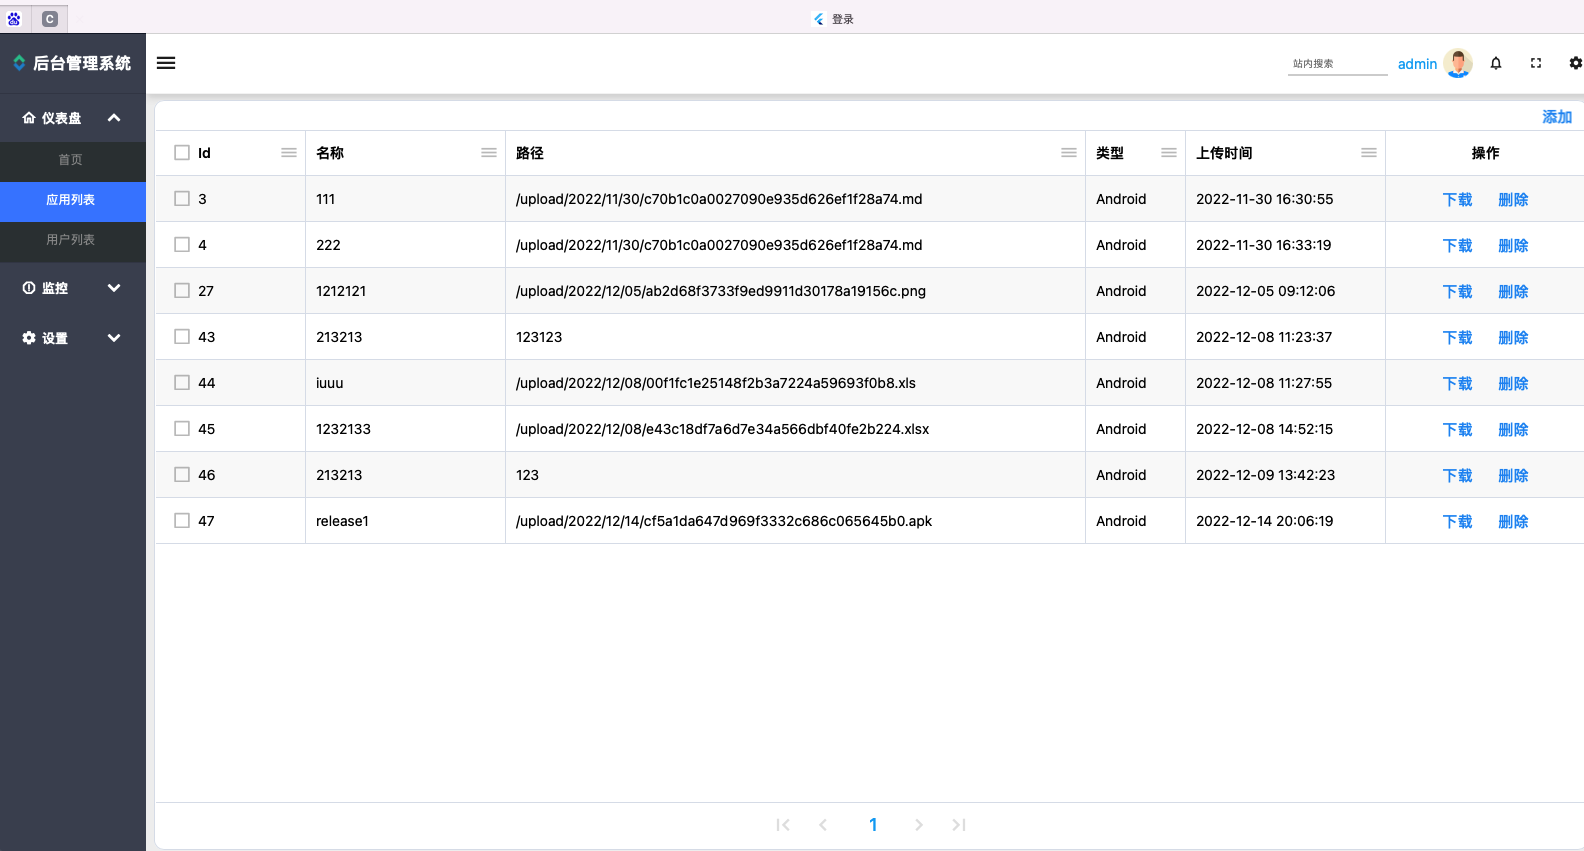 C
登录
后台管理系统
站内搜索
admin
仪表盘
首页
应用列表
用户列表
监控
设置
添加
Id 名称 路径 类型 上传时间 操作
3 111 /upload/2022/11/30/c70b1c0a0027090e935d626ef1f28a74.md Android 2022-11-30 16:30:55 下载 删除
4 222 /upload/2022/11/30/c70b1c0a0027090e935d626ef1f28a74.md Android 2022-11-30 16:33:19 下载 删除
27 1212121 /upload/2022/12/05/ab2d68f3733f9ed9911d30178a19156c.png Android 2022-12-05 09:12:06 下载 删除
43 213213 123123 Android 2022-12-08 11:23:37 下载 删除
44 iuuu /upload/2022/12/08/00f1fc1e25148f2b3a7224a59693f0b8.xls Android 2022-12-08 11:27:55 下载 删除
45 1232133 /upload/2022/12/08/e43c18df7a6d7e34a566dbf40fe2b224.xlsx Android 2022-12-08 14:52:15 下载 删除
46 213213 123 Android 2022-12-09 13:42:23 下载 删除
47 release1 /upload/2022/12/14/cf5a1da647d969f3332c686c065645b0.apk Android 2022-12-14 20:06:19 下载 删除
1